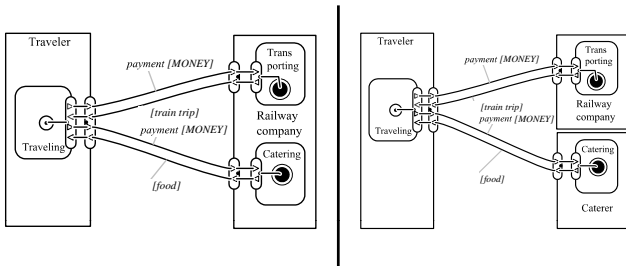 Traveler
payment [MONEY]
Trans
porting
[train trip]
payment [MONEY]
Railway
company
Traveling
Catering
[food]
Traveler
payment [MONEY]
Trans
porting
[train trip]
payment [MONEY]
Railway
company
Traveling
Catering
[food]
Caterer